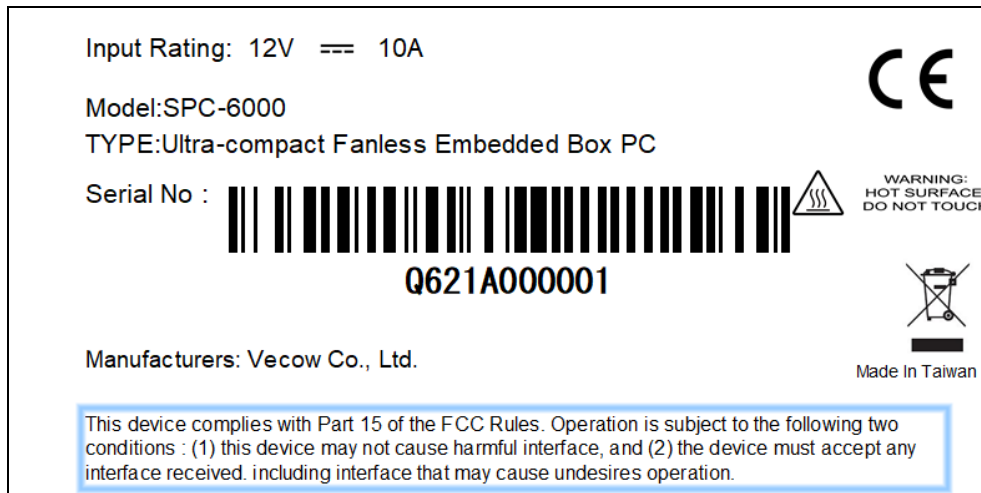 Input Rating: 12V ⎓ 10A
CE
Model:SPC-6000
TYPE:Ultra-compact Fanless Embedded Box PC
Serial No :
WARNING:
HOT SURFACE
DO NOT TOUCH
Q621A000001
Manufacturers: Vecow Co., Ltd.
Made In Taiwan
This device complies with Part 15 of the FCC Rules. Operation is subject to the following two
conditions : (1) this device may not cause harmful interface, and (2) the device must accept any
interface received. including interface that may cause undesires operation.